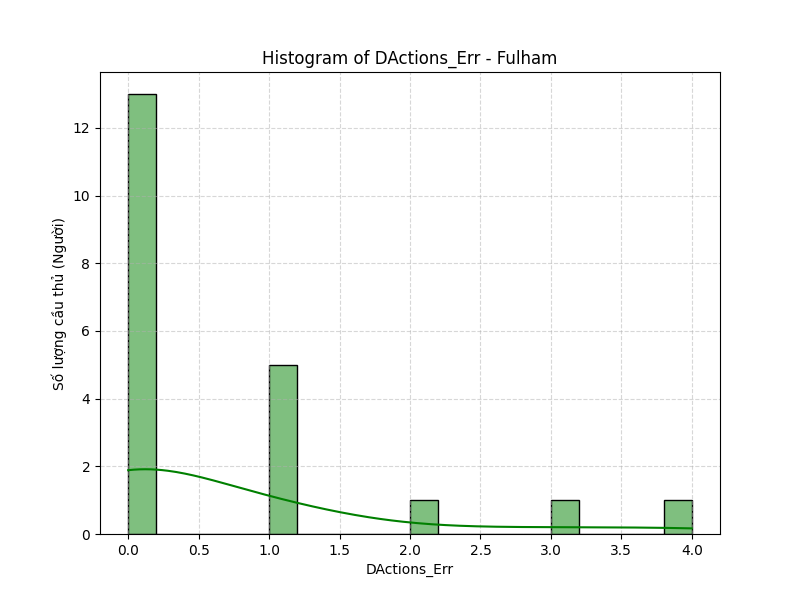 Histogram of DActions_Err - Fulham
Số lượng cầu thủ (Người)
12
10
8
6
4
2
0
0.0 0.5 1.0 1.5 2.0 2.5 3.0 3.5 4.0
DActions_Err